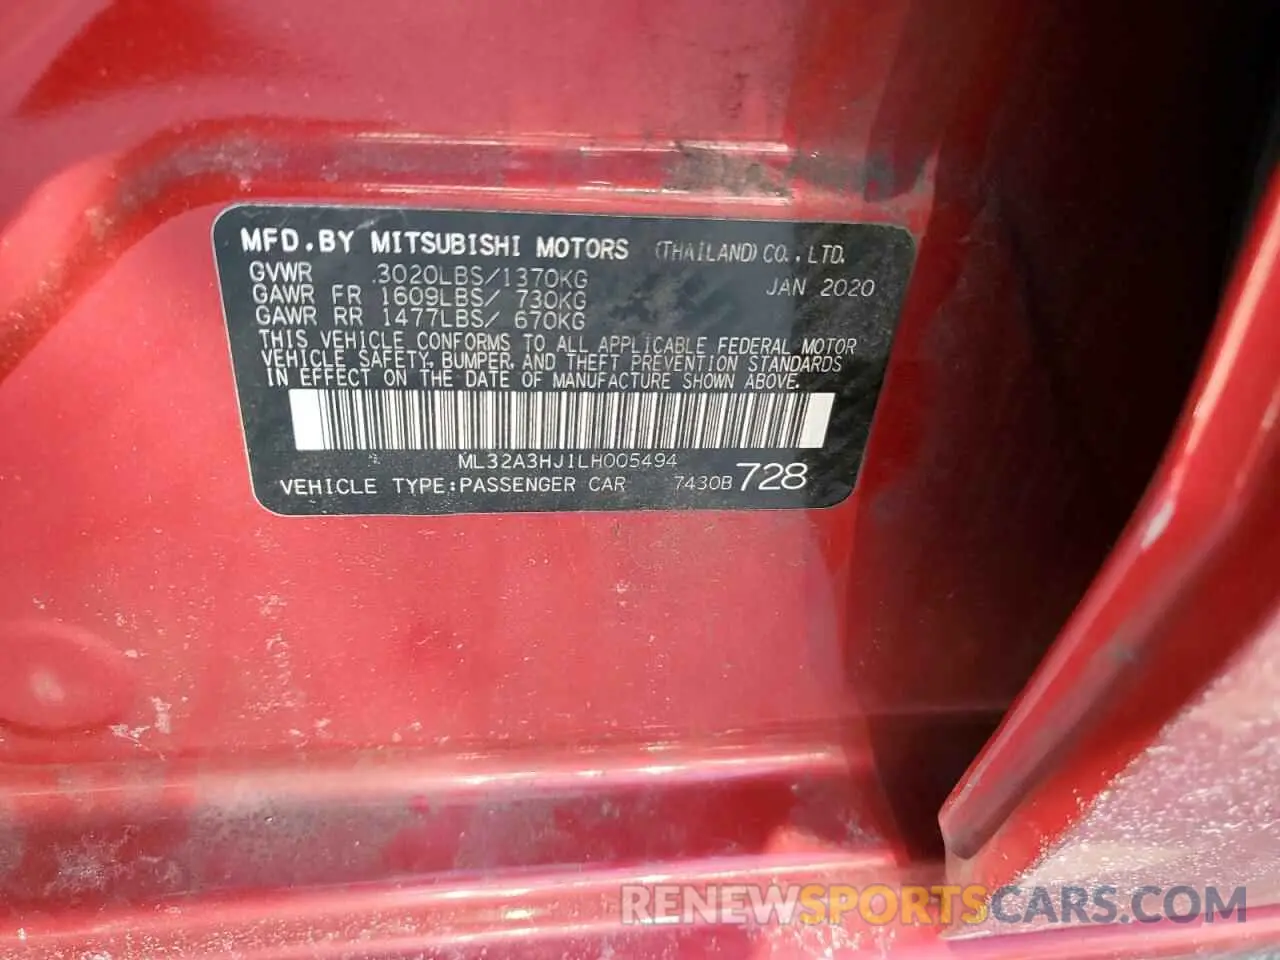 MFD.BY MITSUBISHI MOTORS (THAILAND) CO.,LTD.
GVWR 3020LBS/1370KG JAN 2020
GAWR FR 1609LBS/ 730KG
GAWR RR 1477LBS/ 670KG
THIS VEHICLE CONFORMS TO ALL APPLICABLE FEDERAL MOTOR
VEHICLE SAFETY, BUMPER, AND THEFT PREVENTION STANDARDS
IN EFFECT ON THE DATE OF MANUFACTURE SHOWN ABOVE.
ML32A3HJ1LH005494
VEHICLE TYPE:PASSENGER CAR 7430B 728
RENEWSPORTSCARS.COM